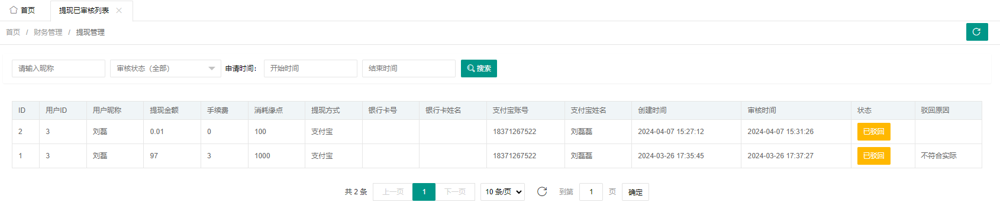 首页 提现已审核列表
首页 / 财务管理 / 提现管理
请输入昵称 审核状态（全部） 申请时间： 开始时间 结束时间 搜索
ID 用户ID 用户昵称 提现金额 手续费 消耗缘点 提现方式 银行卡号 银行卡姓名 支付宝账号 支付宝姓名 创建时间 审核时间 状态 驳回原因
2 3 刘磊 0.01 0 100 支付宝 18371267522 刘磊磊 2024-04-07 15:27:12 2024-04-07 15:31:26 已驳回
1 3 刘磊 97 3 1000 支付宝 18371267522 刘磊磊 2024-03-26 17:35:45 2024-03-26 17:37:27 已驳回 不符合实际
共 2 条 上一页 1 下一页 10 条/页 到第 1 页 确定